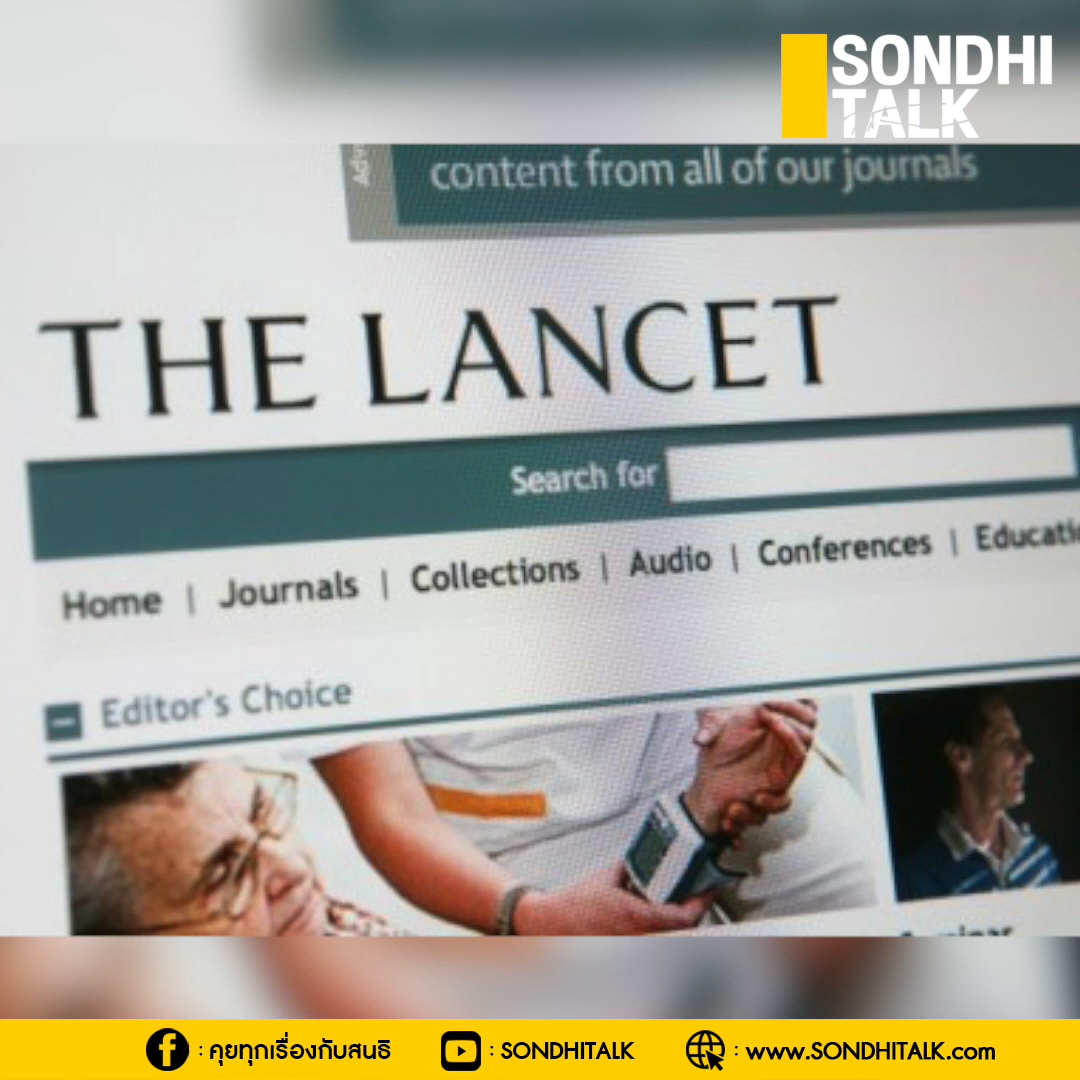 SONDHI
TALK
content from all of our journals
THE LANCET
Search for
Home | Journals | Collections | Audio | Conferences |
Editor's Choice
: คุยทุกเรื่องกับสนธิ : SONDHITALK : www.SONDHITALK.com